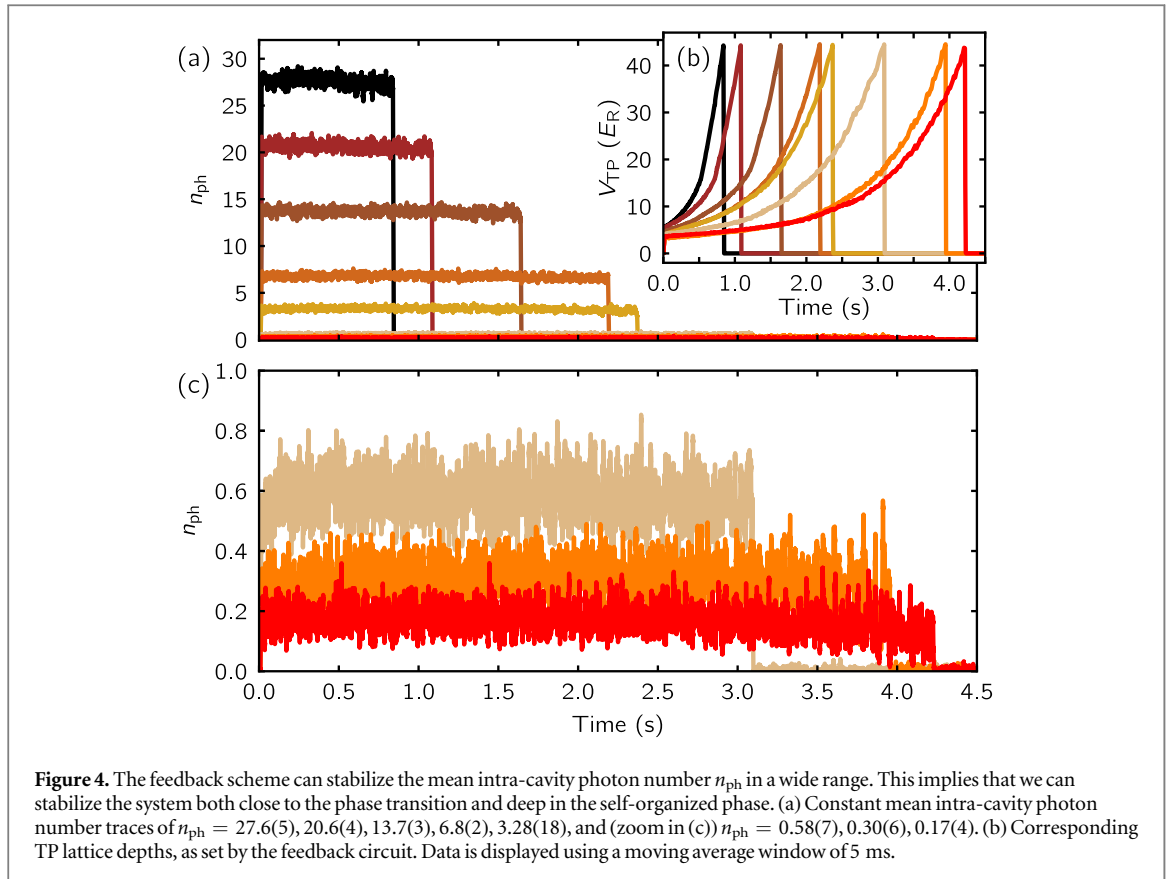 (a)
30
25
20
15
10
5
0
n_ph
(b)
40
30
20
10
0
V_TP (E_R)
0.0 1.0 2.0 3.0 4.0
Time (s)
(c)
1.0
0.8
0.6
0.4
0.2
0.0
n_ph
0.0 0.5 1.0 1.5 2.0 2.5 3.0 3.5 4.0 4.5
Time (s)
Figure 4. The feedback scheme can stabilize the mean intra-cavity photon number n_ph in a wide range. This implies that we can
stabilize the system both close to the phase transition and deep in the self-organized phase. (a) Constant mean intra-cavity photon
number traces of n_ph = 27.6(5), 20.6(4), 13.7(3), 6.8(2), 3.28(18), and (zoom in (c)) n_ph = 0.58(7), 0.30(6), 0.17(4). (b) Corresponding
TP lattice depths, as set by the feedback circuit. Data is displayed using a moving average window of 5 ms.